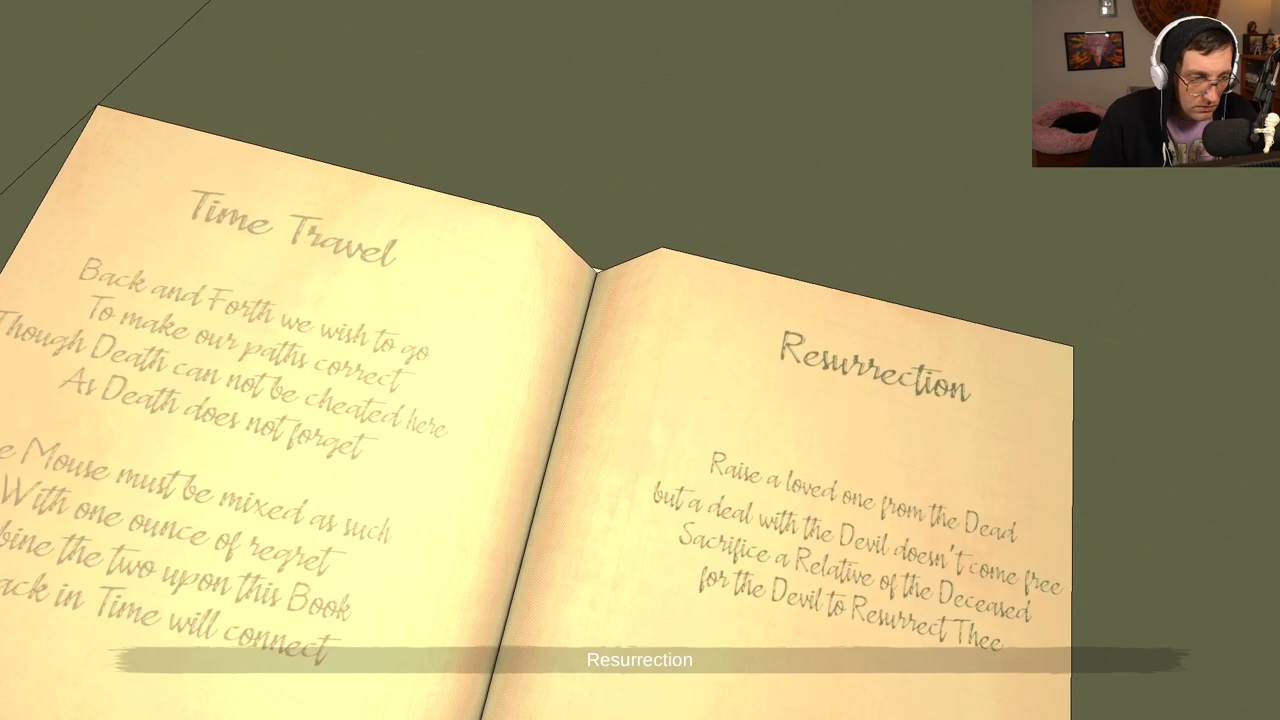 Time Travel
Back and Forth we wish to go
To make our paths correct
Though Death can not be cheated here
As Death does not forget
Mouse must be mixed as such
With one ounce of regret
the two upon this Book
in Time will connect
Resurrection
Raise a loved one from the Dead
but a deal with the Devil doesn't come free
Sacrifice a Relative of the Deceased
for the Devil to Resurrect Thee
Resurrection